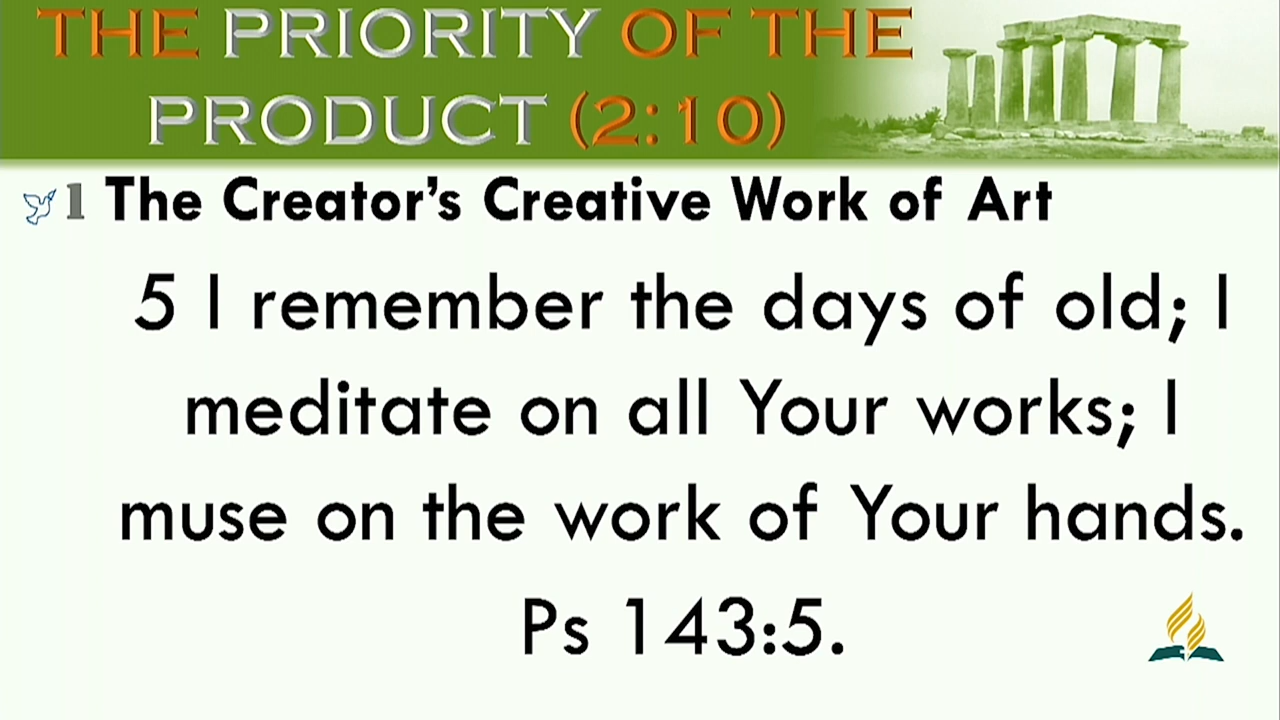 THE PRIORITY OF THE
PRODUCT (2:10)
1 The Creator's Creative Work of Art
5 I remember the days of old; I
meditate on all Your works; I
muse on the work of Your hands.
Ps 143:5.